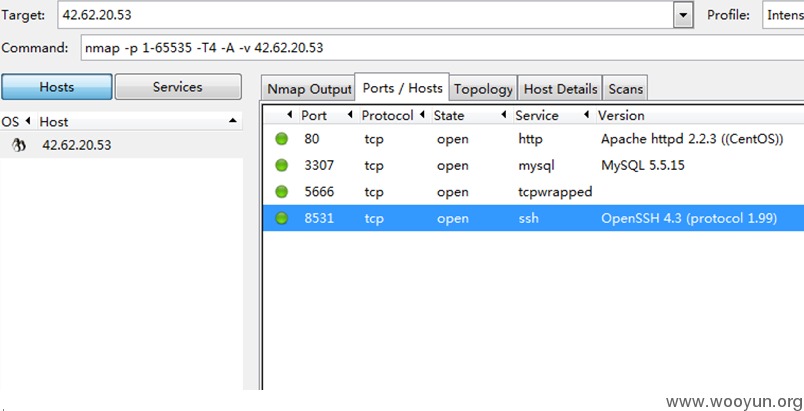 Target: 42.62.20.53 Profile: Intens
Command: nmap -p 1-65535 -T4 -A -v 42.62.20.53
Hosts Services Nmap Output Ports / Hosts Topology Host Details Scans
OS Host Port Protocol State Service Version
42.62.20.53
80 tcp open http Apache httpd 2.2.3 ((CentOS))
3307 tcp open mysql MySQL 5.5.15
5666 tcp open tcpwrapped
8531 tcp open ssh OpenSSH 4.3 (protocol 1.99)
www.wooyun.org